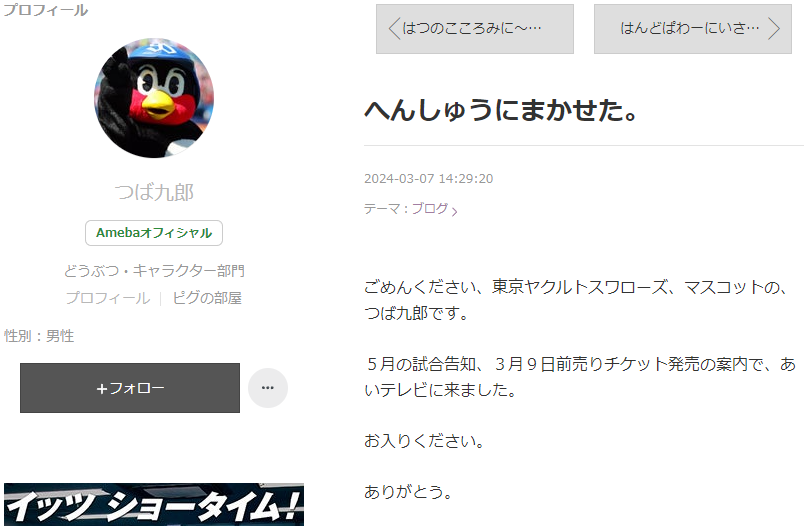 プロフィール
つば九郎
Amebaオフィシャル
どうぶつ・キャラクター部門
プロフィール
ピグの部屋
性別：男性
+フォロー
...
イッツ ショータイム！
はつのこころみに～…
はんどぱわーにいさ…
へんしゅうにまかせた。
2024-03-07 14:29:20
テーマ：ブログ
ごめんください、東京ヤクルトスワローズ、マスコットの、
つば九郎です。
５月の試合告知、３月９日前売りチケット発売の案内で、あ
いテレビに来ました。
お入りください。
ありがとう。